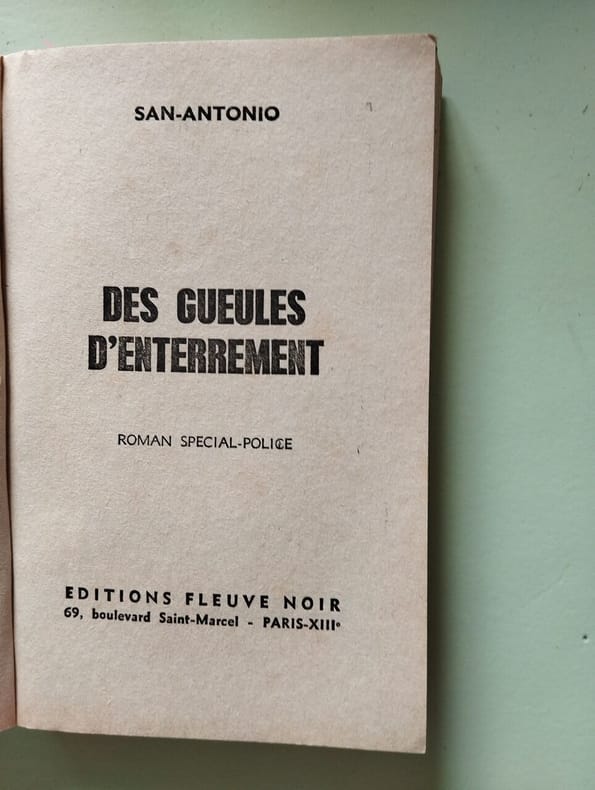 SAN-ANTONIO
DES GUEULES
D'ENTERREMENT
ROMAN SPECIAL-POLICE
EDITIONS FLEUVE NOIR
69, boulevard Saint-Marcel - PARIS-XIIIᵉ